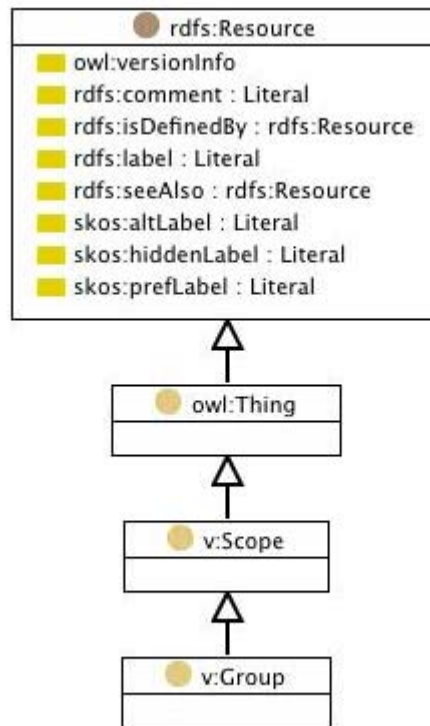 rdfs:Resource
owl:versionInfo
rdfs:comment : Literal
rdfs:isDefinedBy : rdfs:Resource
rdfs:label : Literal
rdfs:seeAlso : rdfs:Resource
skos:altLabel : Literal
skos:hiddenLabel : Literal
skos:prefLabel : Literal
owl:Thing
v:Scope
v:Group